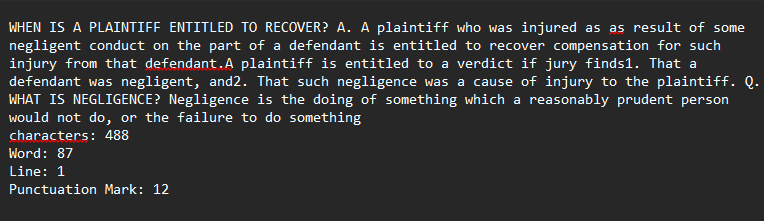 WHEN IS A PLAINTIFF ENTITLED TO RECOVER? A. A plaintiff who was injured as as result of some
negligent conduct on the part of a defendant is entitled to recover compensation for such
injury from that defendant.A plaintiff is entitled to a verdict if jury finds1. That a
defendant was negligent, and2. That such negligence was a cause of injury to the plaintiff. Q.
WHAT IS NEGLIGENCE? Negligence is the doing of something which a reasonably prudent person
would not do, or the failure to do something
characters: 488
Word: 87
Line: 1
Punctuation Mark: 12